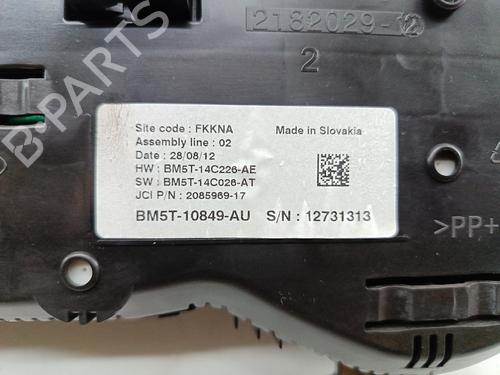 2182029-12
2
Site code : FKKNA Made in Slovakia
Assembly line : 02
Date : 28/08/12
HW : BM5T-14C226-AE
SW : BM5T-14C026-AT
JCI P/N : 2085969-17
BM5T-10849-AU S/N : 12731313
>PP+